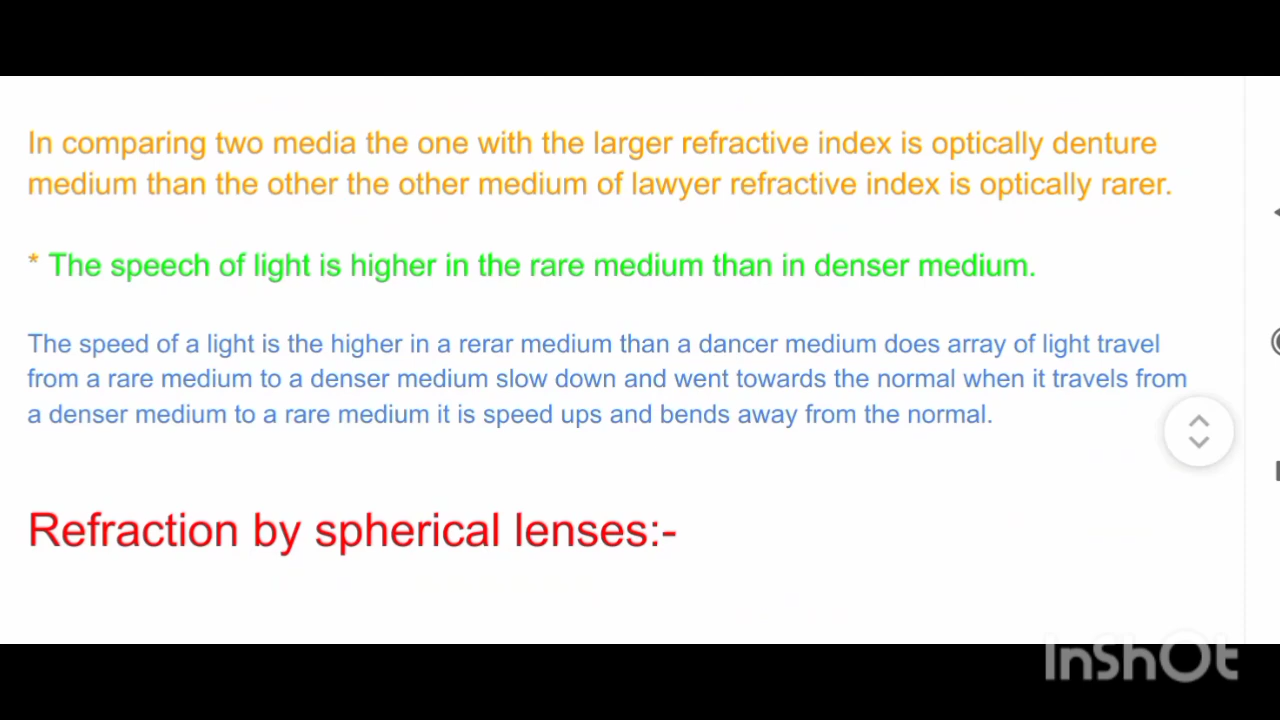 In comparing two media the one with the larger refractive index is optically denture
medium than the other the other medium of lawyer refractive index is optically rarer.
* The speech of light is higher in the rare medium than in denser medium.
The speed of a light is the higher in a rerar medium than a dancer medium does array of light travel
from a rare medium to a denser medium slow down and went towards the normal when it travels from
a denser medium to a rare medium it is speed ups and bends away from the normal.
Refraction by spherical lenses:-
InShOt